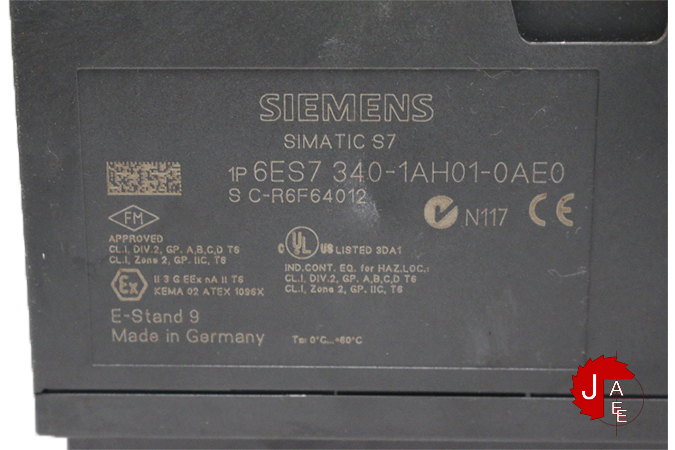 SIEMENS
SIMATIC S7
1P 6ES7 340-1AH01-0AE0
S C-R6F64012
N117 CE
FM
APPROVED
CL.I, DIV.2, GP. A,B,C,D T6
CL.I, Zone 2, GP. IIC, T6
C UL US LISTED 3DA1
IND.CONT. EQ. for HAZ.LOC.:
CL.I, DIV.2, GP. A,B,C,D T6
CL.I, Zone 2, GP. IIC, T6
Ex II 3 G EEx nA II T6
KEMA 02 ATEX 1096X
E-Stand 9
Made in Germany
Ta: 0°C...+60°C
J A E E